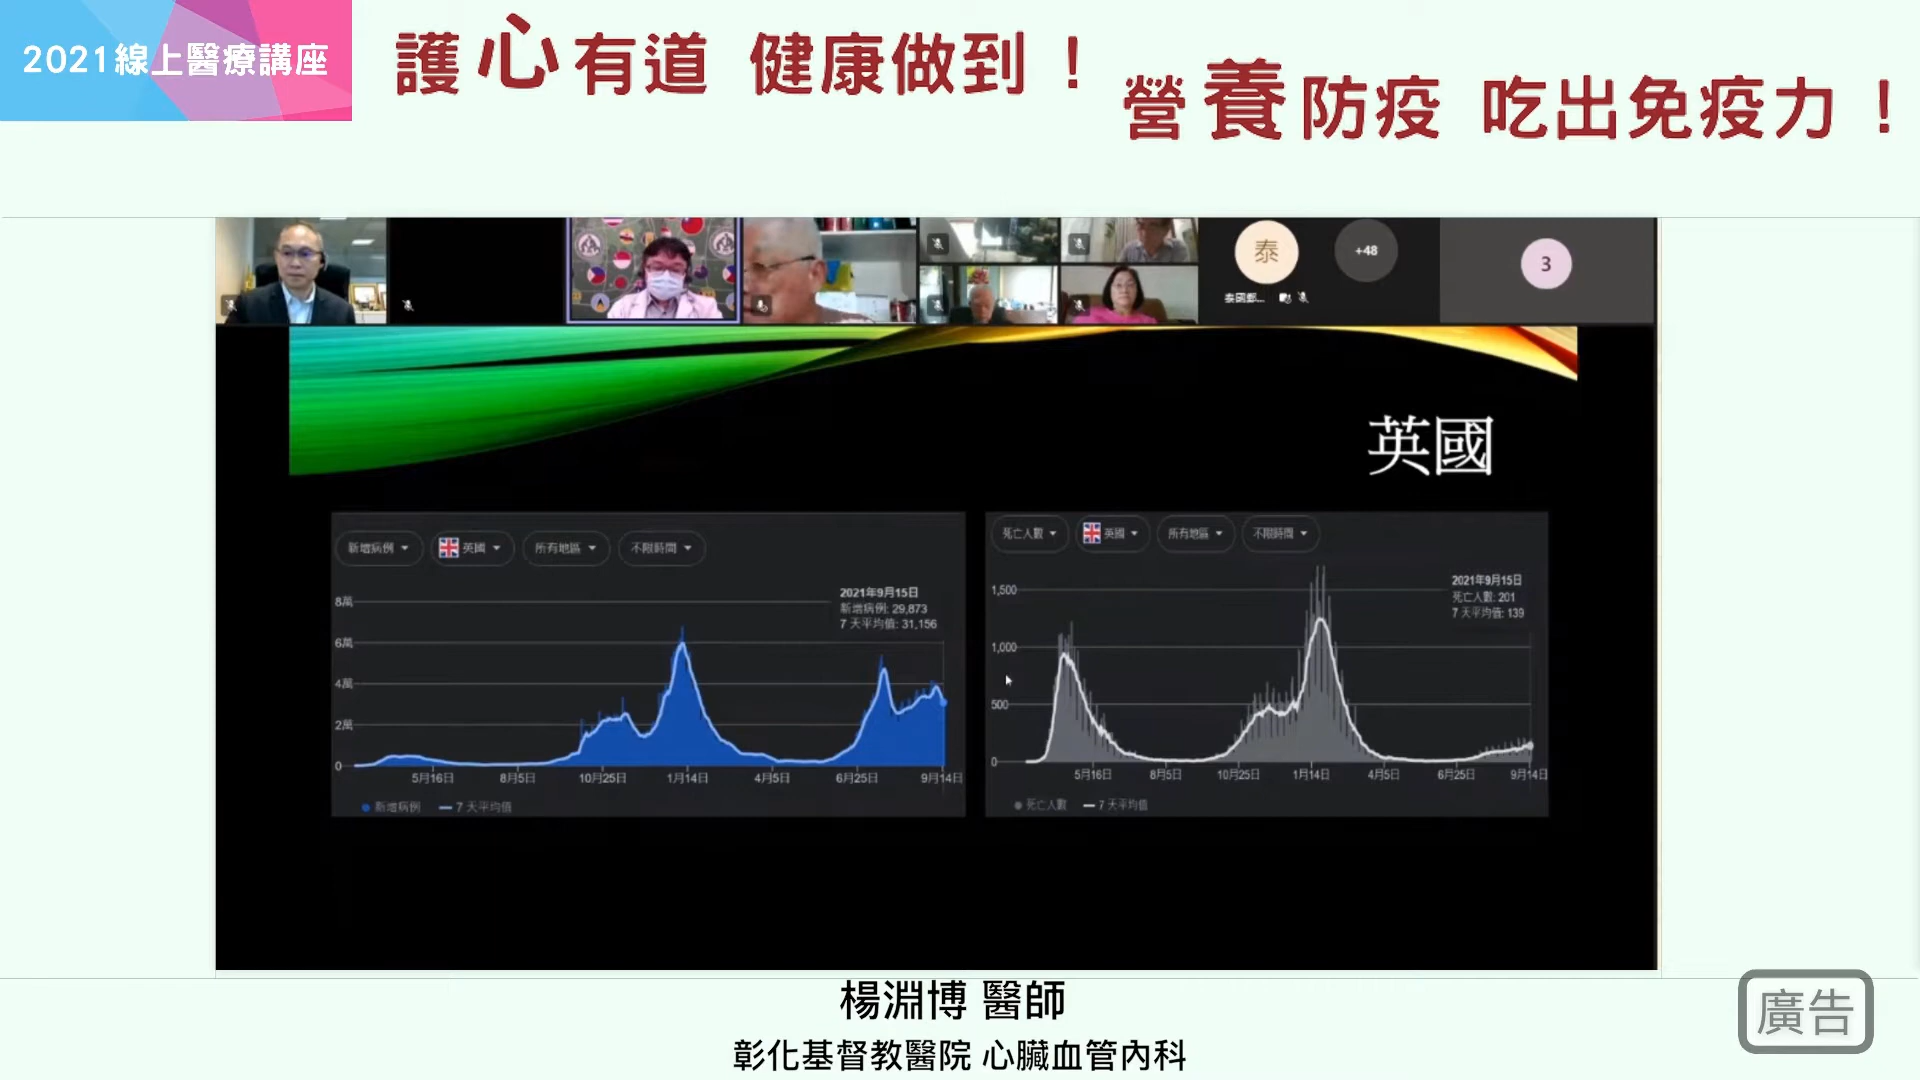 2021線上醫療講座
護心有道 健康做到！
營養防疫 吃出免疫力！
泰
+48
3
英國
新增病例
英國
所有地區
不限時間
2021年9月15日
新增病例: 29,873
7 天平均值: 31,156
8萬
6萬
4萬
2萬
0
5月16日 8月5日 10月25日 1月14日 4月5日 6月25日 9月14日
新增病例 7 天平均值
死亡人數
英國
所有地區
不限時間
2021年9月15日
死亡人數: 201
7 天平均值: 139
1,500
1,000
500
0
5月16日 8月5日 10月25日 1月14日 4月5日 6月25日 9月14日
死亡人數 7 天平均值
楊淵博 醫師
彰化基督教醫院 心臟血管內科
廣告